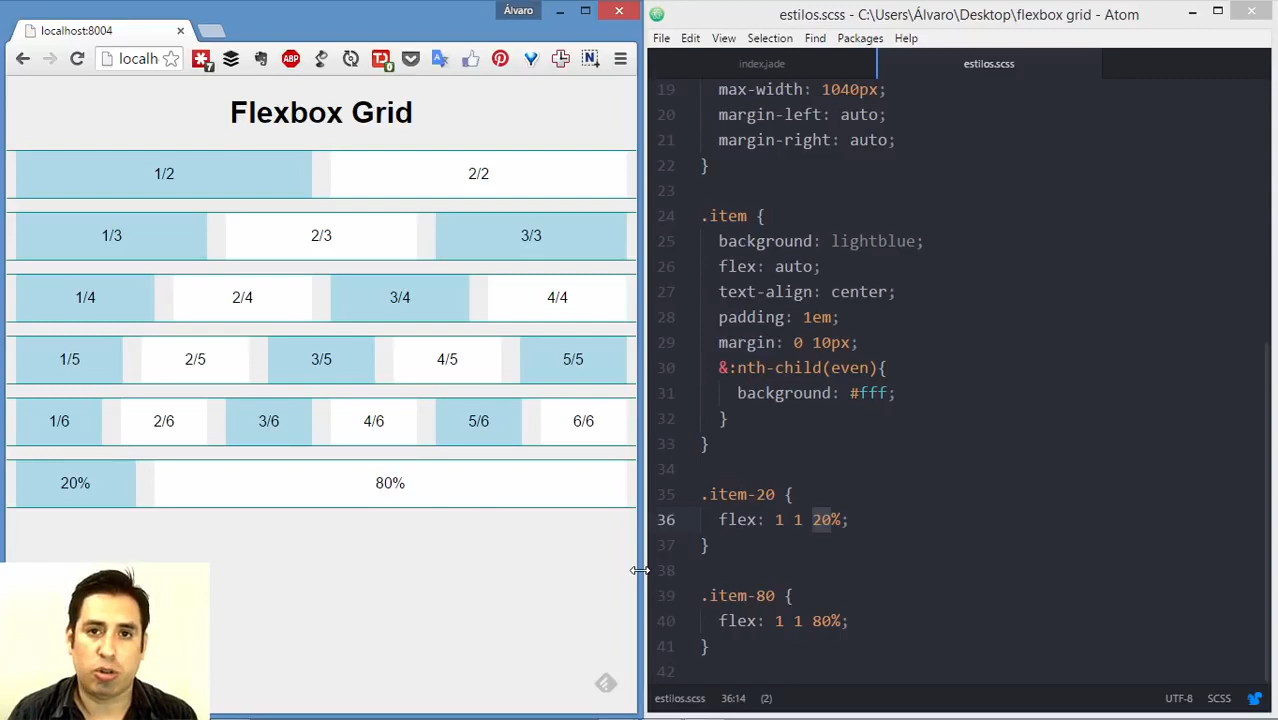 Álvaro
localhost:8004
localh
7
ABP
TD
0
N
Flexbox Grid
1/2 2/2
1/3 2/3 3/3
1/4 2/4 3/4 4/4
1/5 2/5 3/5 4/5 5/5
1/6 2/6 3/6 4/6 5/6 6/6
20% 80%
estilos.scss - C:\Users\Álvaro\Desktop\flexbox grid - Atom
File Edit View Selection Find Packages Help
index.jade estilos.scss
19 max-width: 1040px;
20 margin-left: auto;
21 margin-right: auto;
22 }
23
24 .item {
25 background: lightblue;
26 flex: auto;
27 text-align: center;
28 padding: 1em;
29 margin: 0 10px;
30 &:nth-child(even){
31 background: #fff;
32 }
33 }
34
35 .item-20 {
36 flex: 1 1 20%;
37 }
38
39 .item-80 {
40 flex: 1 1 80%;
41 }
42
estilos.scss 36:14 (2) UTF-8 SCSS